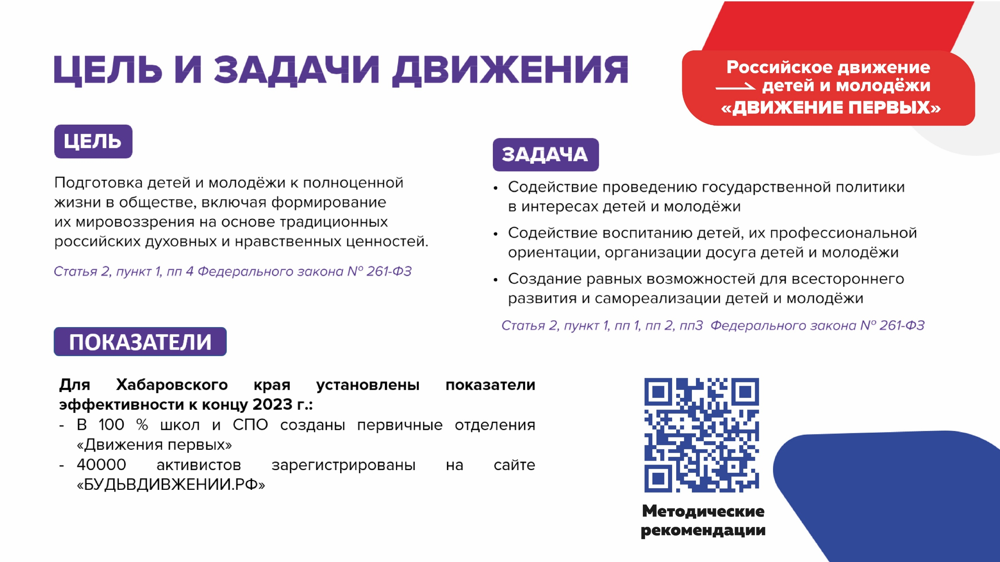 ЦЕЛЬ И ЗАДАЧИ ДВИЖЕНИЯ
Российское движение
детей и молодёжи
«ДВИЖЕНИЕ ПЕРВЫХ»
ЦЕЛЬ
Подготовка детей и молодёжи к полноценной
жизни в обществе, включая формирование
их мировоззрения на основе традиционных
российских духовных и нравственных ценностей.
Статья 2, пункт 1, пп 4 Федерального закона № 261-ФЗ
ЗАДАЧА
• Содействие проведению государственной политики
в интересах детей и молодёжи
• Содействие воспитанию детей, их профессиональной
ориентации, организации досуга детей и молодёжи
• Создание равных возможностей для всестороннего
развития и самореализации детей и молодёжи
Статья 2, пункт 1, пп 1, пп 2, пп3 Федерального закона № 261-ФЗ
ПОКАЗАТЕЛИ
Для Хабаровского края установлены показатели
эффективности к концу 2023 г.:
- В 100 % школ и СПО созданы первичные отделения
«Движения первых»
- 40000 активистов зарегистрированы на сайте
«БУДЬВДИВЖЕНИИ.РФ»
Методические
рекомендации